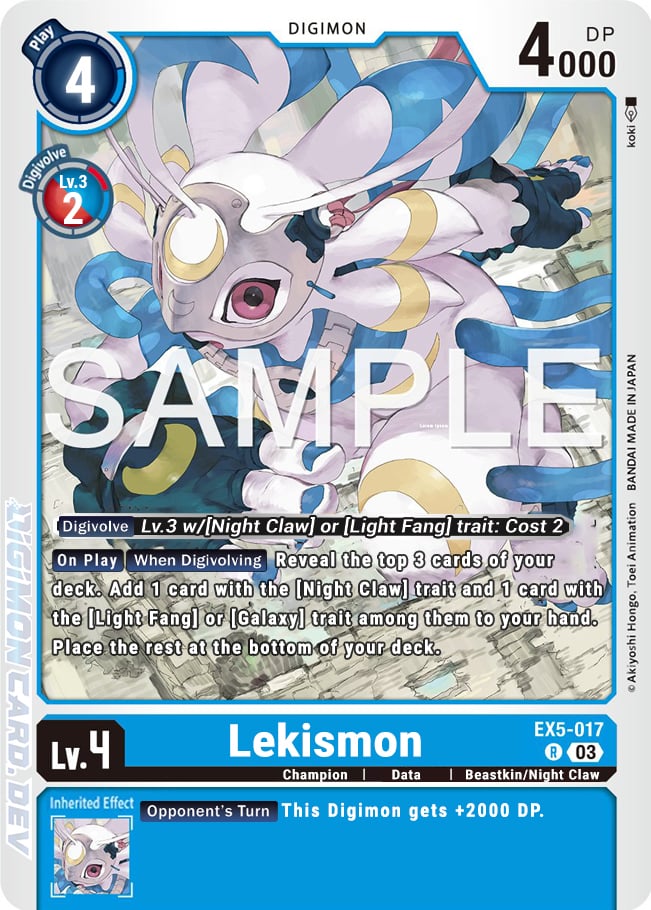 Play
4
DIGIMON
DP
4000
Digivolve
Lv.3
2
koki
SAMPLE
Lorem Ipsum
Digivolve Lv.3 w/[Night Claw] or [Light Fang] trait: Cost 2
On Play When Digivolving Reveal the top 3 cards of your
deck. Add 1 card with the [Night Claw] trait and 1 card with
the [Light Fang] or [Galaxy] trait among them to your hand.
Place the rest at the bottom of your deck.
© Akiyoshi Hongo, Toei Animation BANDAI MADE IN JAPAN
DIGIMONCARD.DEV
Lv.4
Lekismon
EX5-017
R 03
Champion | Data | Beastkin/Night Claw
Inherited Effect
Opponent's Turn This Digimon gets +2000 DP.